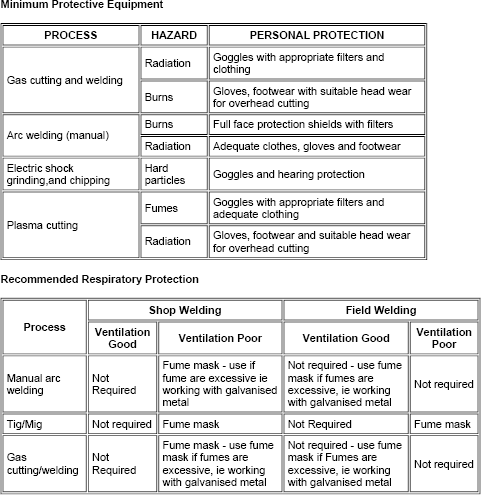 Minimum Protective Equipment
PROCESS HAZARD PERSONAL PROTECTION
Gas cutting and welding
Radiation
Goggles with appropriate filters and
clothing
Burns
Gloves, footwear with suitable head wear
for overhead cutting
Arc welding (manual)
Burns
Full face protection shields with filters
Radiation
Adequate clothes, gloves and footwear
Electric shock
grinding,and chipping
Hard
particles
Goggles and hearing protection
Plasma cutting
Fumes
Goggles with appropriate filters and
adequate clothing
Radiation
Gloves, footwear and suitable head wear
for overhead cutting
Recommended Respiratory Protection
Process
Shop Welding
Field Welding
Ventilation
Good
Ventilation Poor
Ventilation Good
Ventilation
Poor
Manual arc
welding
Not
Required
Fume mask - use if
fume are excessive ie
working with galvanised
metal
Not required - use fume
mask if fumes are
excessive, ie working
with galvanised metal
Not required
Tig/Mig
Not required
Fume mask
Not Required
Fume mask
Gas
cutting/welding
Not
Required
Fume mask - use fume
mask if fumes are
excessive, ie working
with galvanised metal
Not required - use fume
mask if Fumes are
excessive, ie working
with galvanised metal
Not required